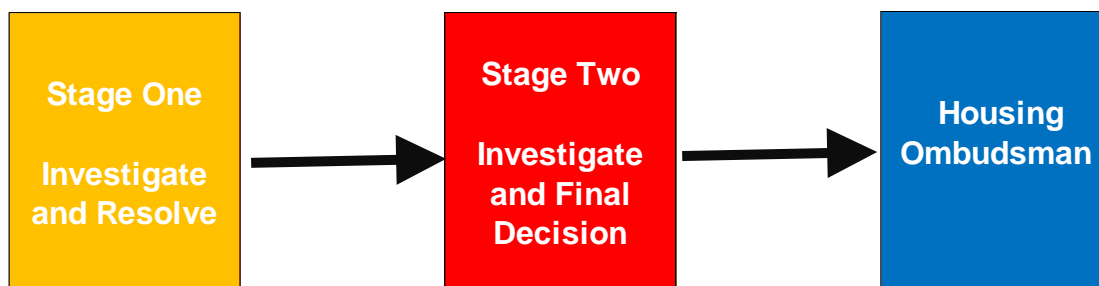 Stage One
Investigate
and Resolve
Stage Two
Investigate
and Final
Decision
Housing
Ombudsman